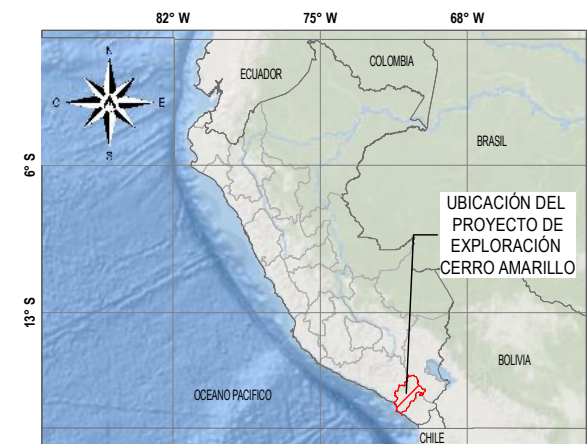 82° W 75° W 68° W
N
O E
S
ECUADOR
COLOMBIA
BRASIL
6° S
UBICACIÓN DEL
PROYECTO DE
EXPLORACIÓN
CERRO AMARILLO
13° S
BOLIVIA
OCEANO PACIFICO
CHILE